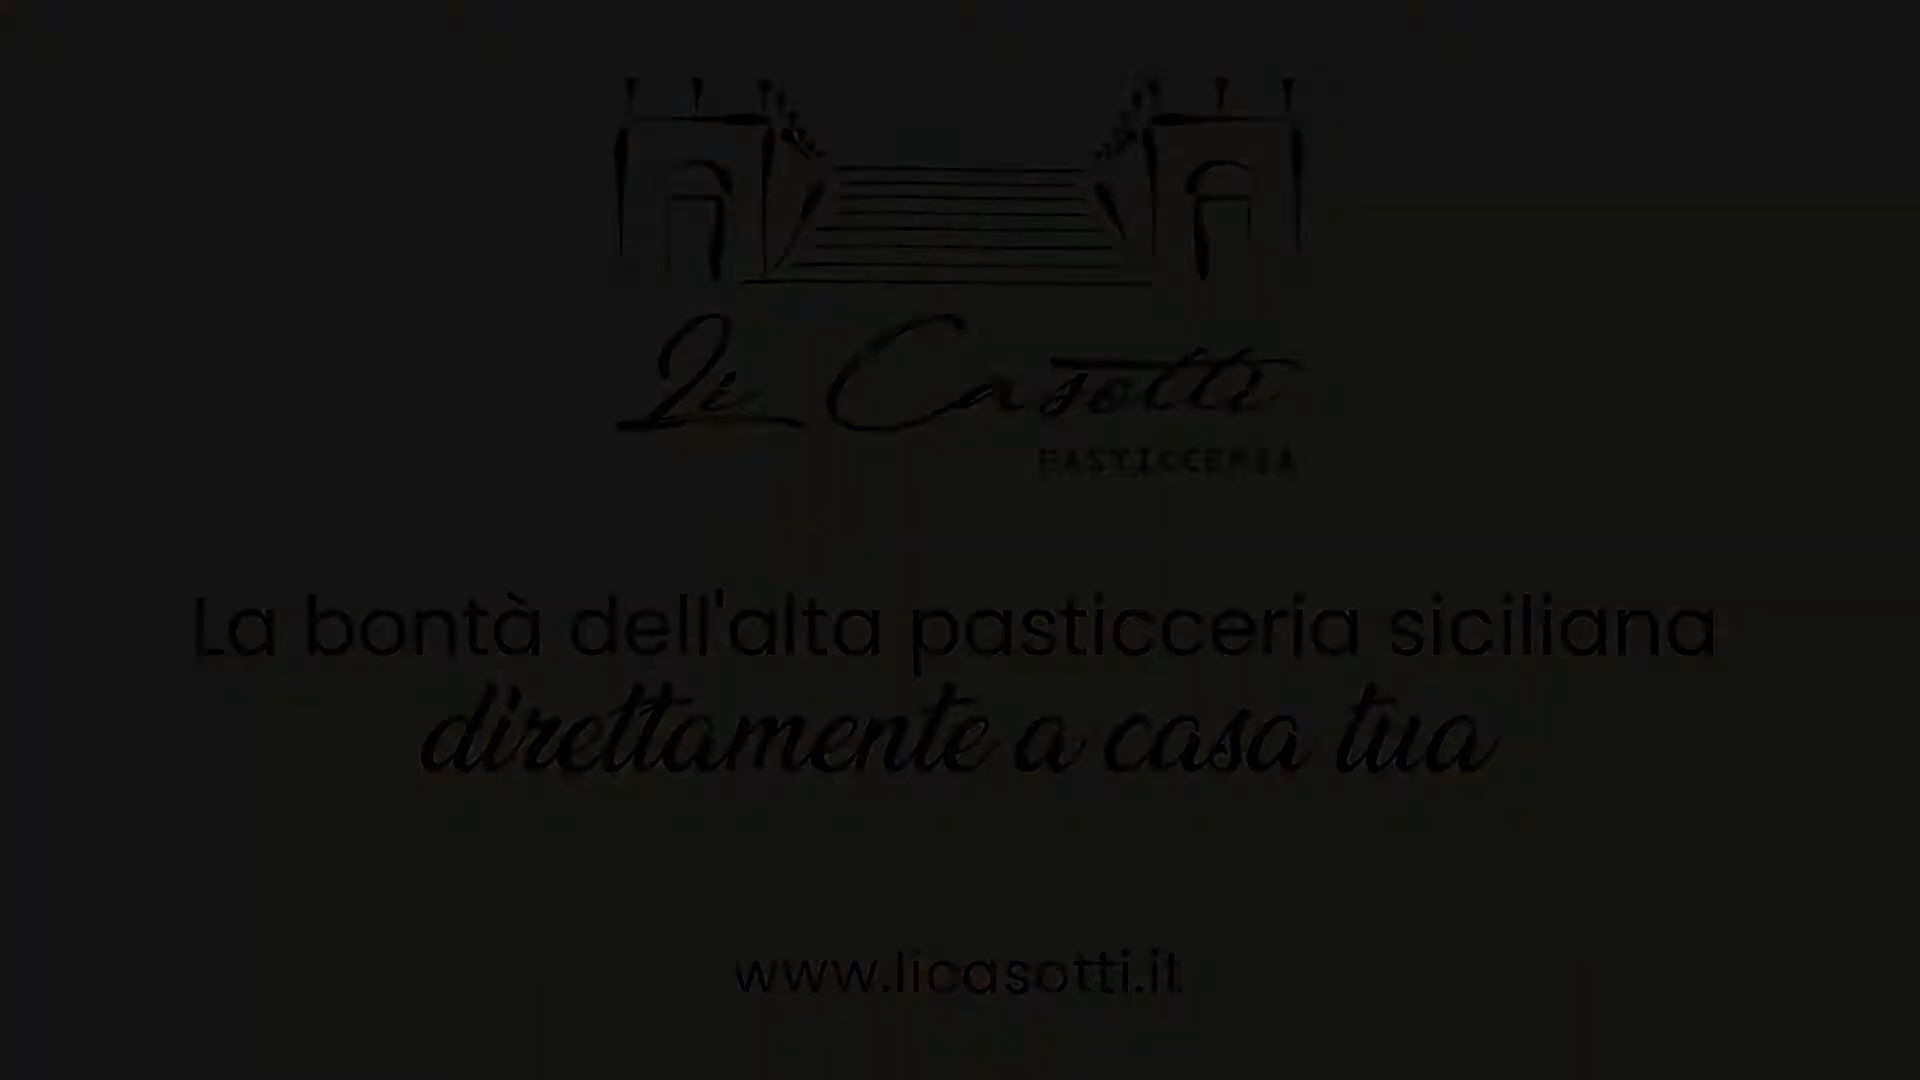 Li Casotti
PASTICCERIA
La bontà dell'alta pasticceria siciliana
direttamente a casa tua
www.licasotti.it